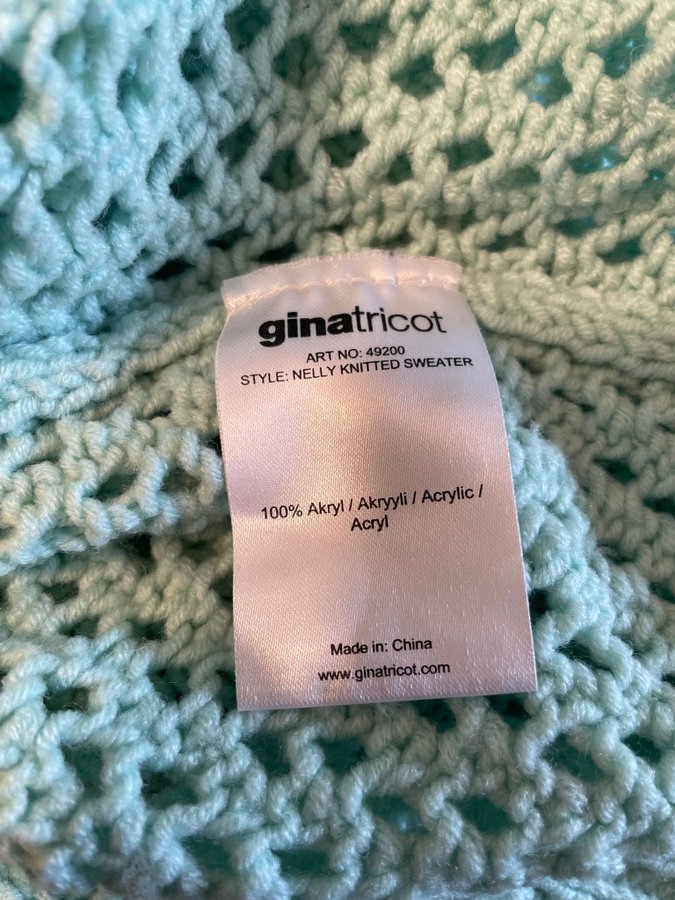 ginatricot
ART NO: 49200
STYLE: NELLY KNITTED SWEATER
100% Akryl / Akryyli / Acrylic /
Acryl
Made in: China
www.ginatricot.com